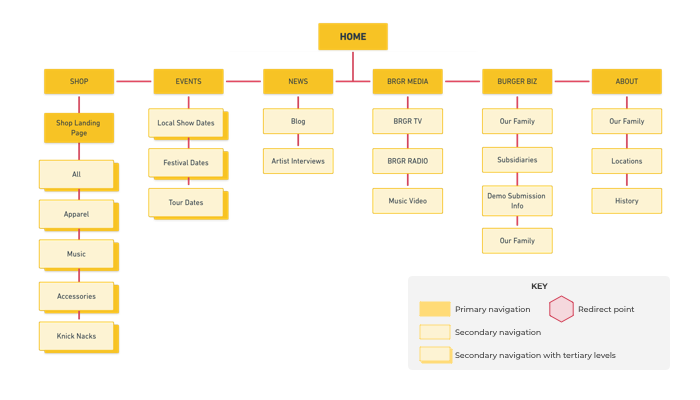 HOME
SHOP
EVENTS
NEWS
BRGR MEDIA
BURGER BIZ
ABOUT
Shop Landing
Page
All
Apparel
Music
Accessories
Knick Nacks
Local Show Dates
Festival Dates
Tour Dates
Blog
Artist Interviews
BRGR TV
BRGR RADIO
Music Video
Our Family
Subsidiaries
Demo Submission
Info
Our Family
Our Family
Locations
History
KEY
Primary navigation
Redirect point
Secondary navigation
Secondary navigation with tertiary levels